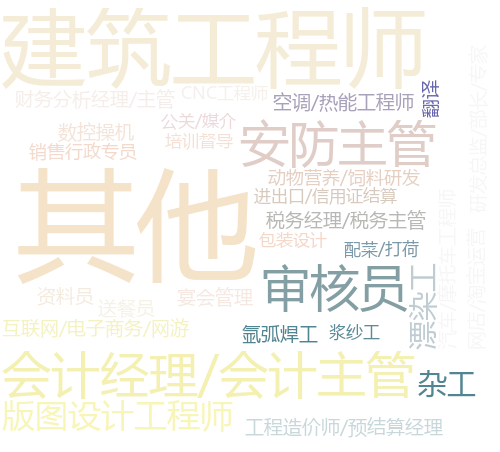 建筑工程师
财务分析经理/主管
CNC工程师
空调/热能工程师
翻译
数控操机
公关/媒介
培训督导
安防主管
销售行政专员
其他
动物营养/饲料研发
进出口/信用证结算
税务经理/税务主管
包装设计
配菜/打荷
审核员
漂染工
资料员
送餐员
宴会管理
互联网/电子商务/网游
氩弧焊工
浆纱工
会计经理/会计主管
杂工
版图设计工程师
工程造价师/预结算经理